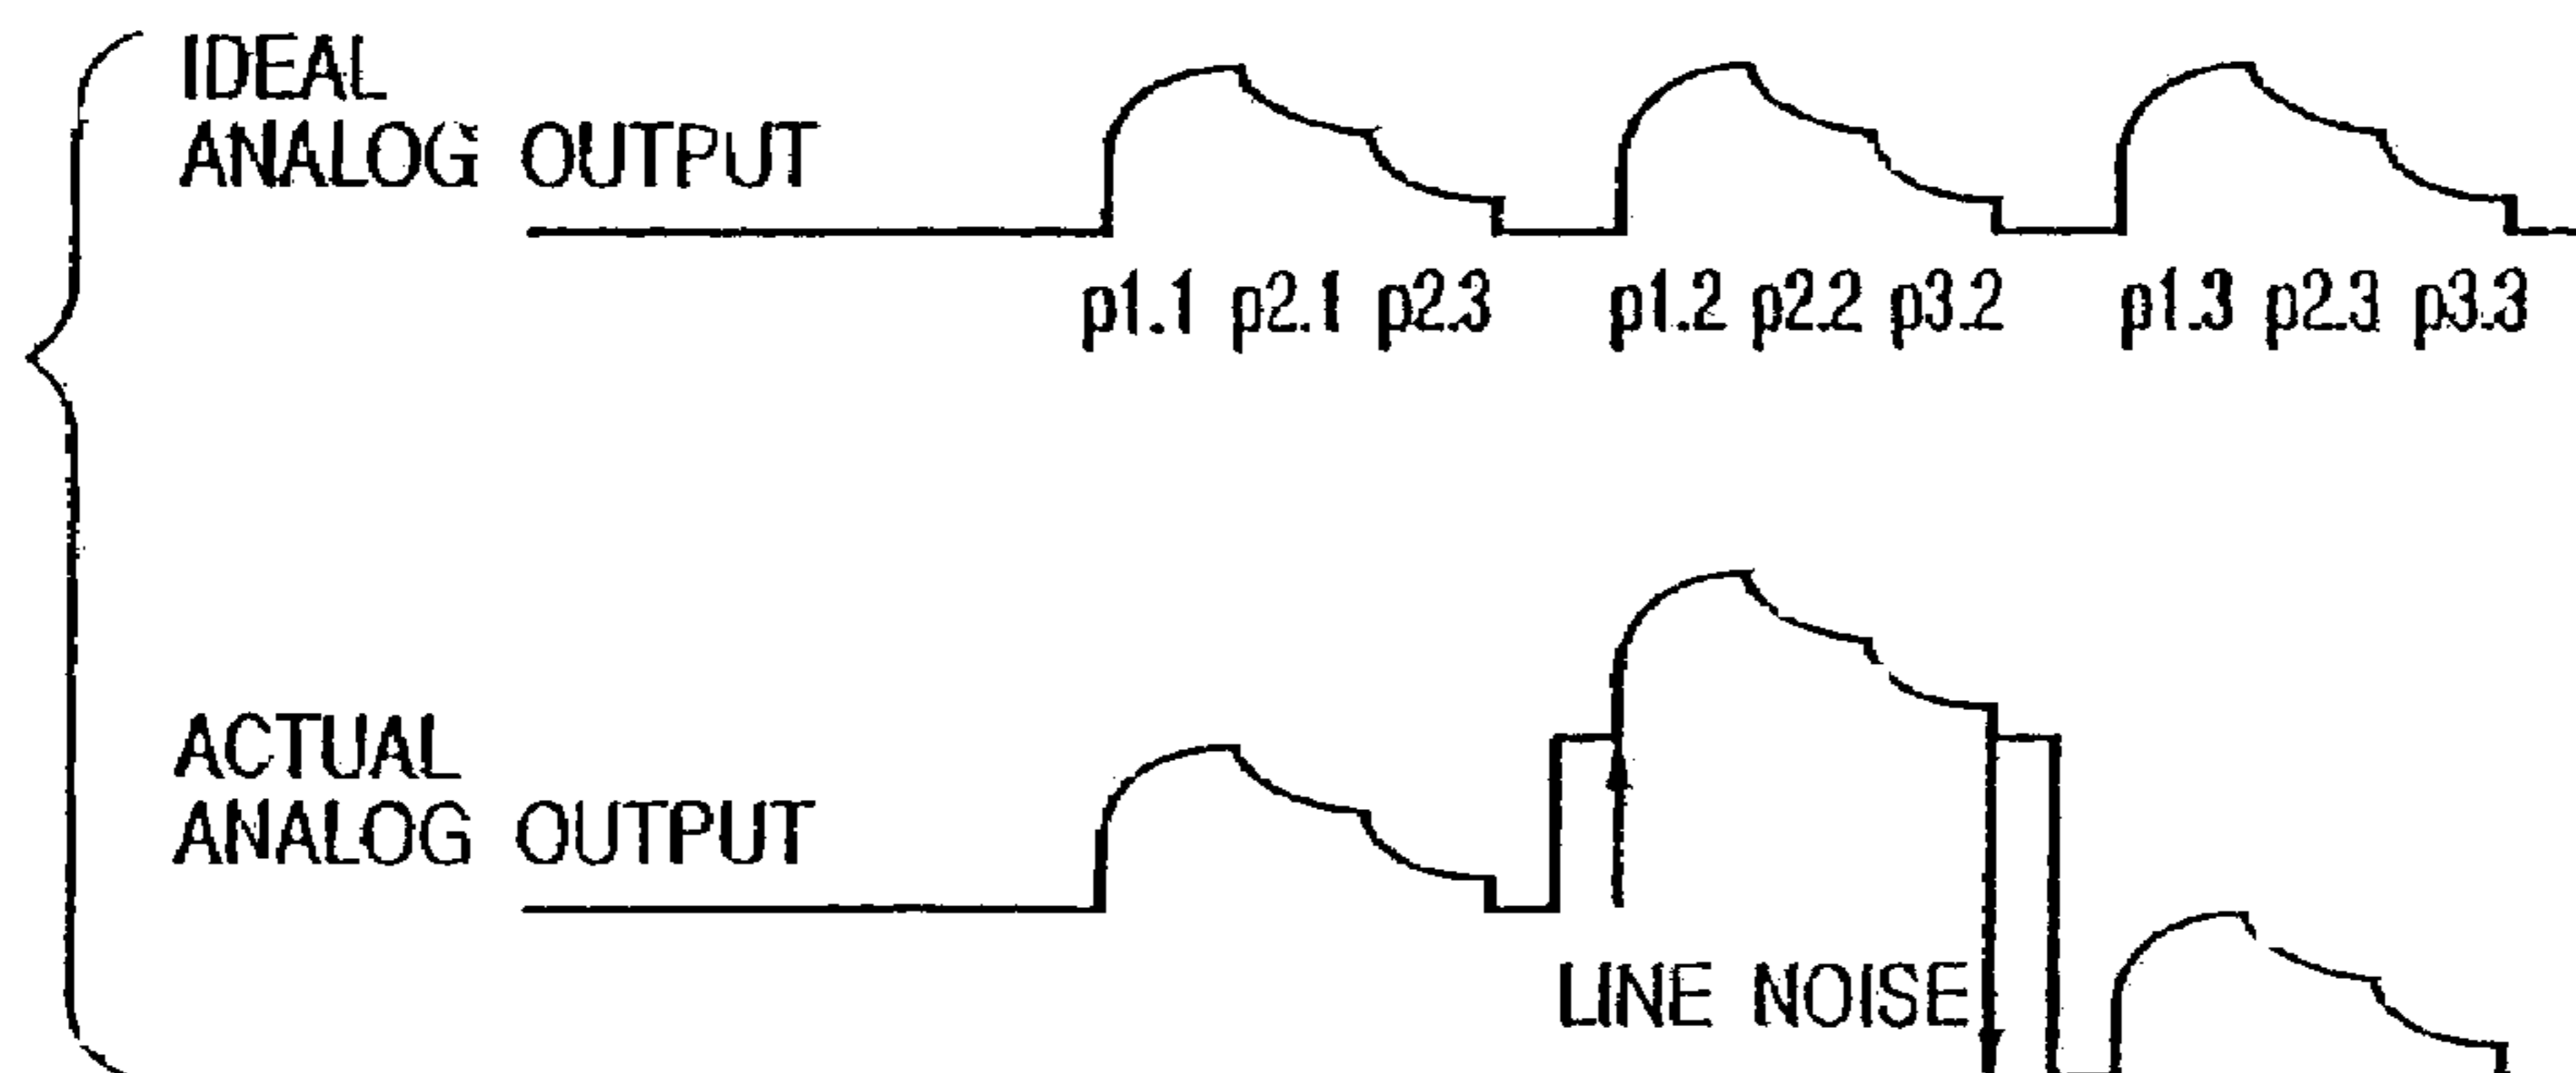 IDEAL
ANALOG OUTPUT
p1.1 p2.1 p2.3 p1.2 p2.2 p3.2 p1.3 p2.3 p3.3
ACTUAL
ANALOG OUTPUT
LINE NOISE